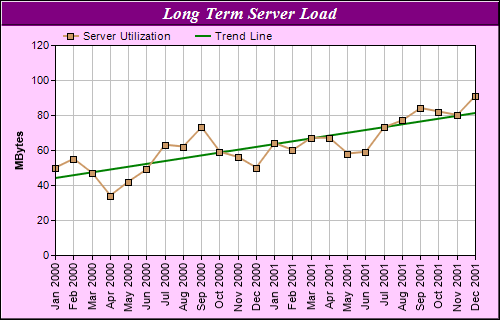 Long Term Server Load
Server Utilization
Trend Line
MBytes
120
100
80
60
40
20
0
Jan 2000
Feb 2000
Mar 2000
Apr 2000
May 2000
Jun 2000
Jul 2000
Aug 2000
Sep 2000
Oct 2000
Nov 2000
Dec 2000
Jan 2001
Feb 2001
Mar 2001
Apr 2001
May 2001
Jun 2001
Jul 2001
Aug 2001
Sep 2001
Oct 2001
Nov 2001
Dec 2001